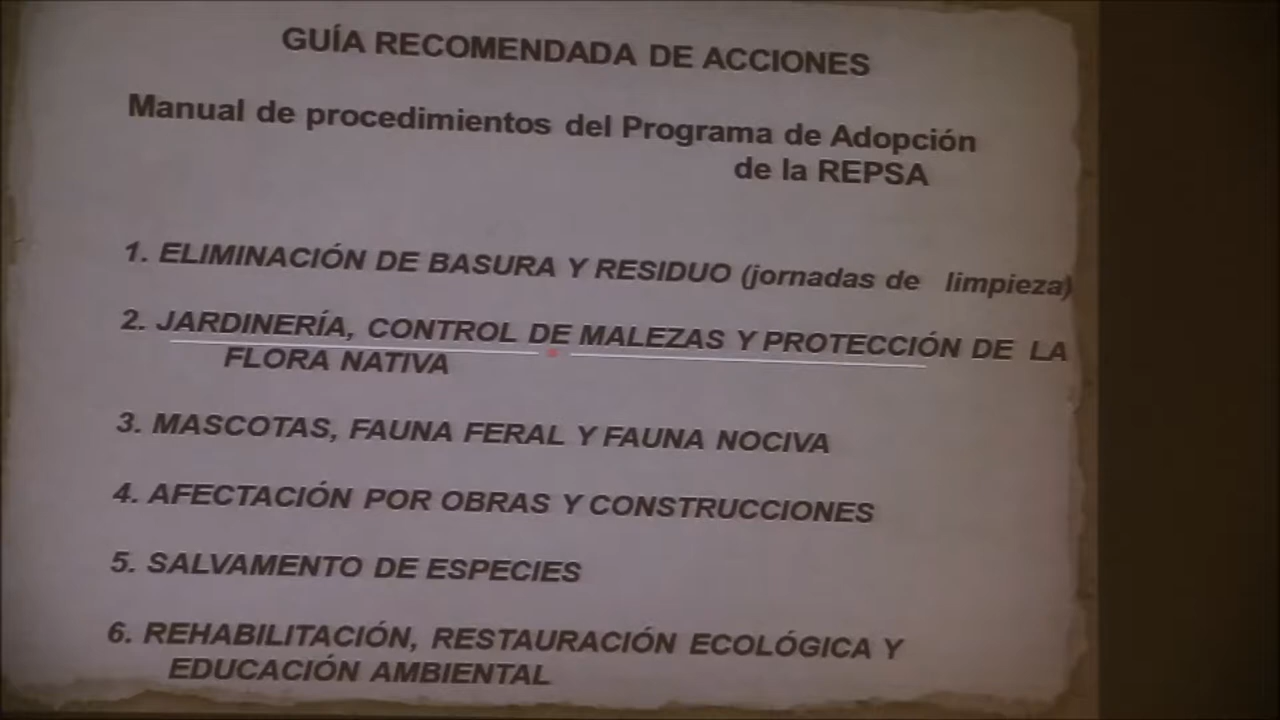 GUÍA RECOMENDADA DE ACCIONES
Manual de procedimientos del Programa de Adopción
de la REPSA
1. ELIMINACIÓN DE BASURA Y RESIDUO (jornadas de limpieza)
2. JARDINERÍA, CONTROL DE MALEZAS Y PROTECCIÓN DE LA
FLORA NATIVA
3. MASCOTAS, FAUNA FERAL Y FAUNA NOCIVA
4. AFECTACIÓN POR OBRAS Y CONSTRUCCIONES
5. SALVAMENTO DE ESPECIES
6. REHABILITACIÓN, RESTAURACIÓN ECOLÓGICA Y
EDUCACIÓN AMBIENTAL